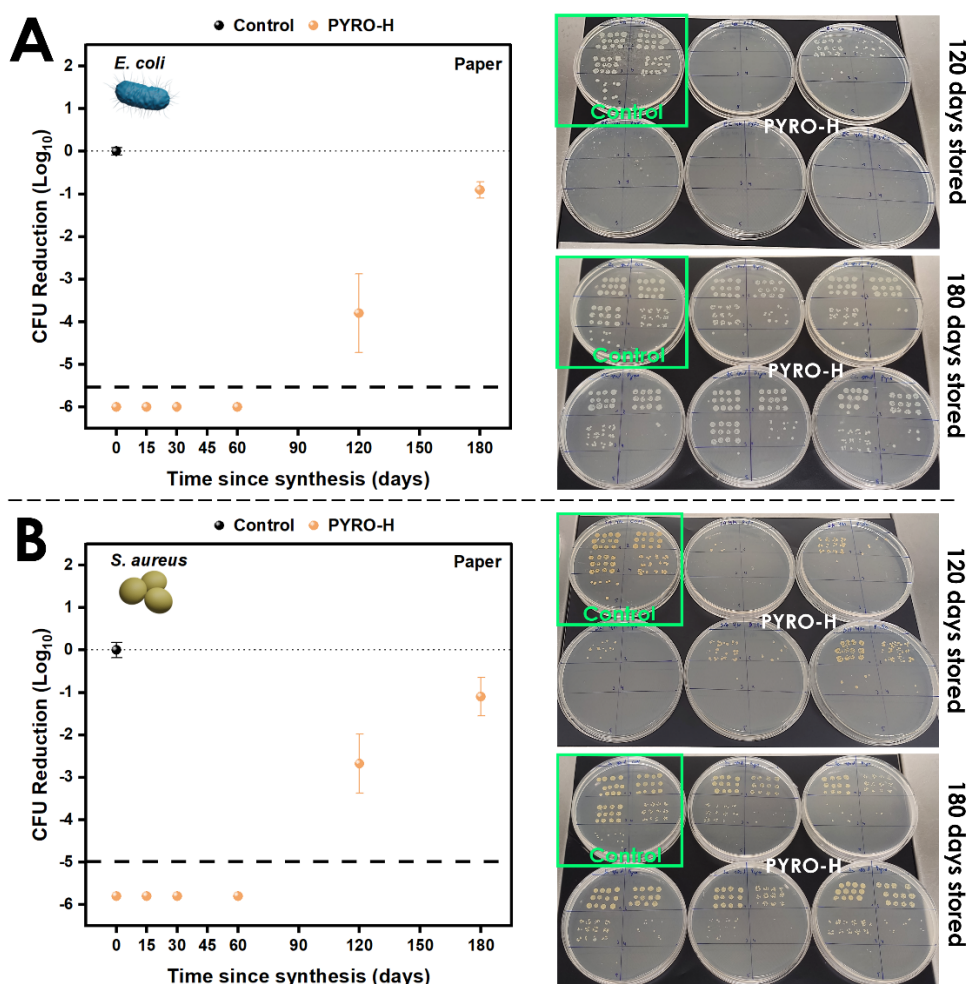 A
Control PYRO-H
E. coli
Paper
2
1
0
-1
-2
-3
-4
-5
-6
CFU Reduction (Log10)
0 15 30 45 60 90 120 180
Time since synthesis (days)
Control
PYRO-H
120 days stored
Control
PYRO-H
180 days stored
B
Control PYRO-H
S. aureus
Paper
2
1
0
-1
-2
-3
-4
-5
-6
CFU Reduction (Log10)
0 15 30 45 60 90 120 180
Time since synthesis (days)
Control
PYRO-H
120 days stored
Control
PYRO-H
180 days stored